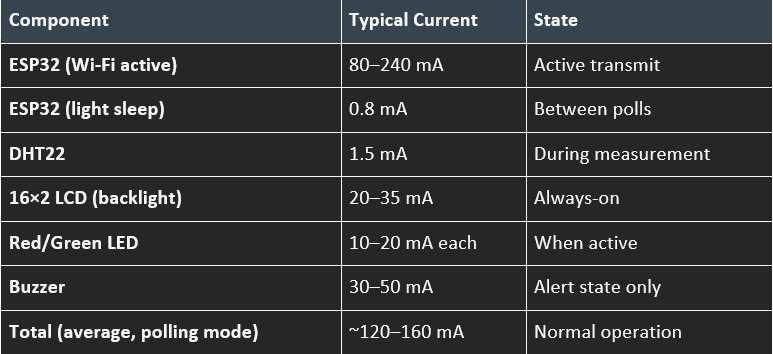 Component Typical Current State
ESP32 (Wi-Fi active) 80–240 mA Active transmit
ESP32 (light sleep) 0.8 mA Between polls
DHT22 1.5 mA During measurement
16×2 LCD (backlight) 20–35 mA Always-on
Red/Green LED 10–20 mA each When active
Buzzer 30–50 mA Alert state only
Total (average, polling mode) ~120–160 mA Normal operation